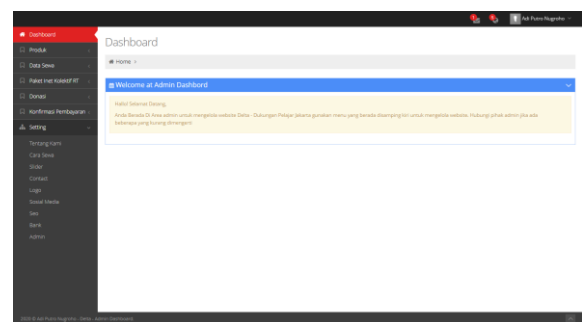 Adi Putro Nugroho
Dashboard
Produk
Data Sewa
Paket Inet Kolektif RT
Donasi
Konfirmasi Pembayaran
Setting
Tentang Kami
Cara Sewa
Slider
Contact
Logo
Sosial Media
Seo
Bank
Admin
Dashboard
Home >
Welcome at Admin Dashbord
Hallo! Selamat Datang,
Anda Berada Di Area admin untuk mengelola website Delta - Dukungan Pelajar Jakarta gunakan menu yang berada disamping kiri untuk mengelola website. Hubungi pihak admin jika ada
beberapa yang kurang dimengerti
2020 © Adi Putro Nugroho - Delta - Admin Dashboard